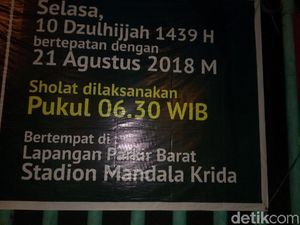 Selasa,
10 Dzulhijjah 1439 H
bertepatan dengan
21 Agustus 2018 M
Sholat dilaksanakan
Pukul 06.30 WIB
Bertempat di
Lapangan Parkir Barat
Stadion Mandala Krida
detikcom